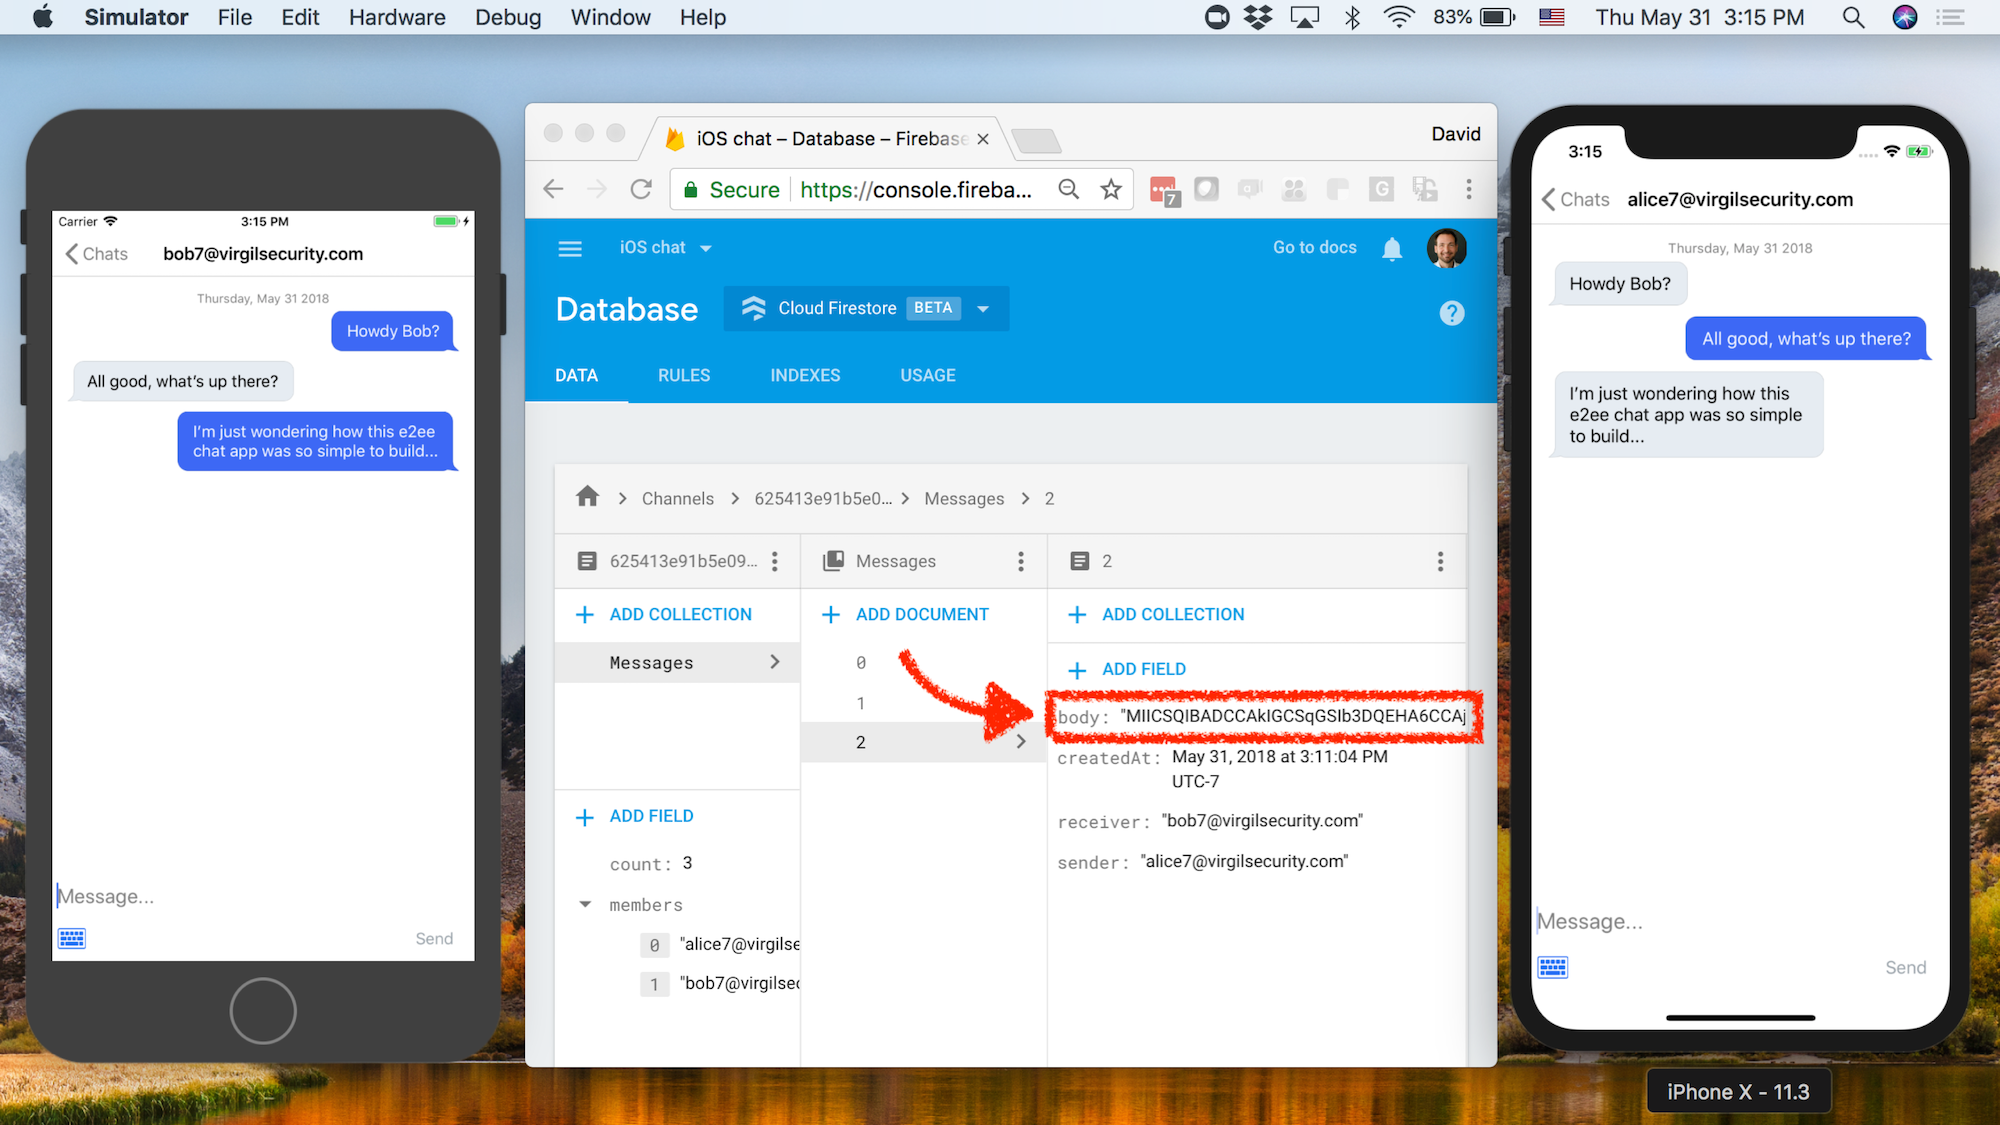 Simulator File Edit Hardware Debug Window Help
83% Thu May 31 3:15 PM
Carrier 3:15 PM
Chats bob7@virgilsecurity.com
Thursday, May 31 2018
Howdy Bob?
All good, what's up there?
I'm just wondering how this e2ee
chat app was so simple to build...
Message...
Send
iOS chat – Database – Firebase
David
Secure https://console.fireba...
7
G
iOS chat
Go to docs
Database
Cloud Firestore BETA
DATA RULES INDEXES USAGE
Channels 625413e91b5e0... Messages 2
625413e91b5e09...
ADD COLLECTION
Messages
ADD FIELD
count: 3
members
0 "alice7@virgilse
1 "bob7@virgilsec
Messages
ADD DOCUMENT
0
1
2
2
ADD COLLECTION
ADD FIELD
body: "MIICSQIBADCCAkIGCSqGSIb3DQEHA6CCAj
createdAt: May 31, 2018 at 3:11:04 PM
UTC-7
receiver: "bob7@virgilsecurity.com"
sender: "alice7@virgilsecurity.com"
3:15
Chats alice7@virgilsecurity.com
Thursday, May 31 2018
Howdy Bob?
All good, what's up there?
I'm just wondering how this
e2ee chat app was so simple
to build...
Message...
Send
iPhone X - 11.3